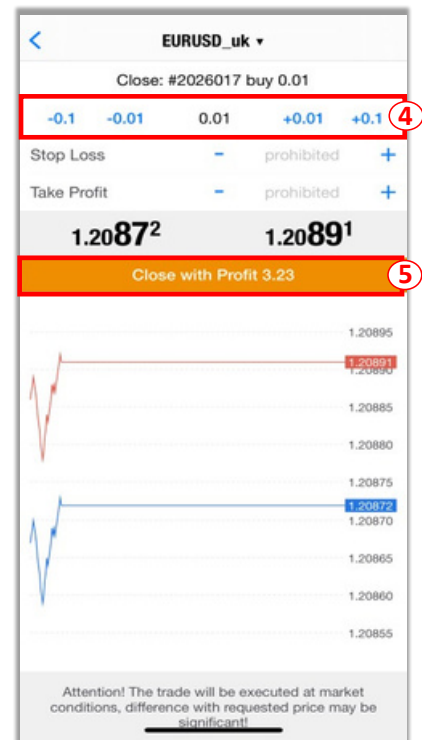 EURUSD_uk ▾
Close: #2026017 buy 0.01
-0.1 -0.01 0.01 +0.01 +0.1 ④
Stop Loss - prohibited +
Take Profit - prohibited +
1.20872 1.20891
Close with Profit 3.23 ⑤
1.20895
1.20891
1.20890
1.20885
1.20880
1.20875
1.20872
1.20870
1.20865
1.20860
1.20855
Attention! The trade will be executed at market
conditions, difference with requested price may be
significant!